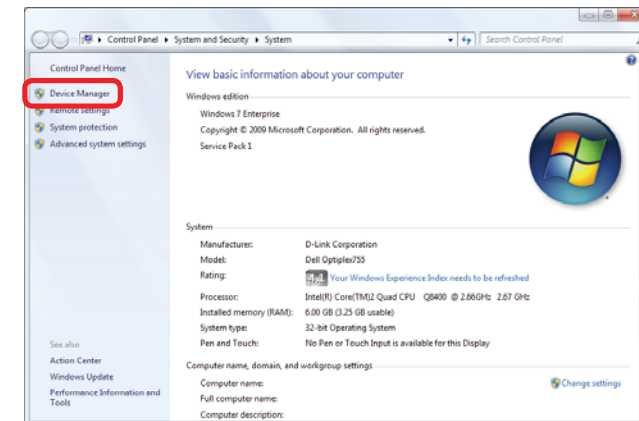 Control Panel ▸ System and Security ▸ System
Search Control Panel
Control Panel Home
Device Manager
Remote settings
System protection
Advanced system settings
View basic information about your computer
Windows edition
Windows 7 Enterprise
Copyright © 2009 Microsoft Corporation. All rights reserved.
Service Pack 1
System
Manufacturer: D-Link Corporation
Model: Dell Optiplex755
Rating: 4,1 Your Windows Experience Index needs to be refreshed
Processor: Intel(R) Core(TM)2 Quad CPU Q8400 @ 2.66GHz 2.67 GHz
Installed memory (RAM): 6.00 GB (3.25 GB usable)
System type: 32-bit Operating System
Pen and Touch: No Pen or Touch Input is available for this Display
Computer name, domain, and workgroup settings
Computer name:
Change settings
Full computer name:
Computer description:
See also
Action Center
Windows Update
Performance Information and
Tools